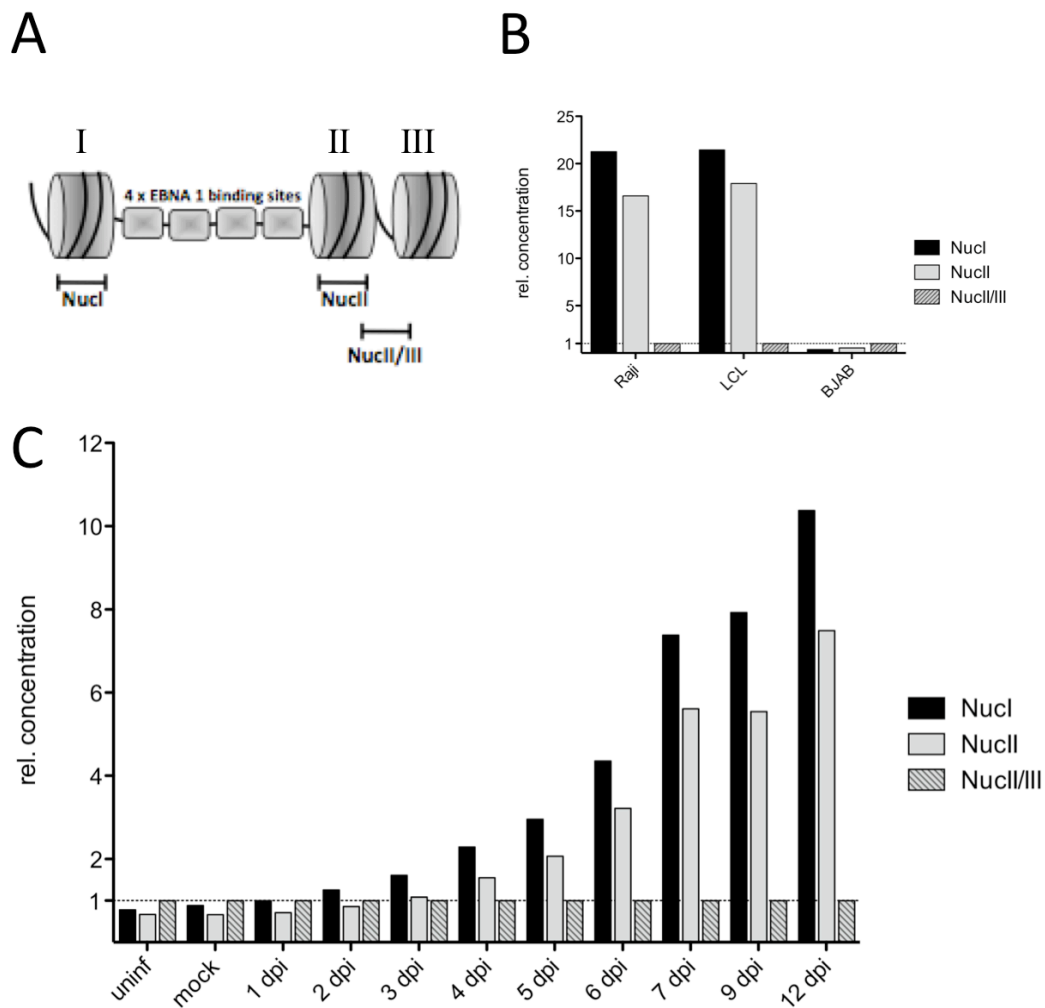 A
I II III
4 x EBNA 1 binding sites
NucI NucII
NucII/III
B
25
20
15
10
5
1
rel. concentration
Raji LCL BJAB
NucI
NucII
NucII/III
C
12
10
8
6
4
2
1
rel. concentration
uninf mock 1 dpi 2 dpi 3 dpi 4 dpi 5 dpi 6 dpi 7 dpi 9 dpi 12 dpi
NucI
NucII
NucII/III